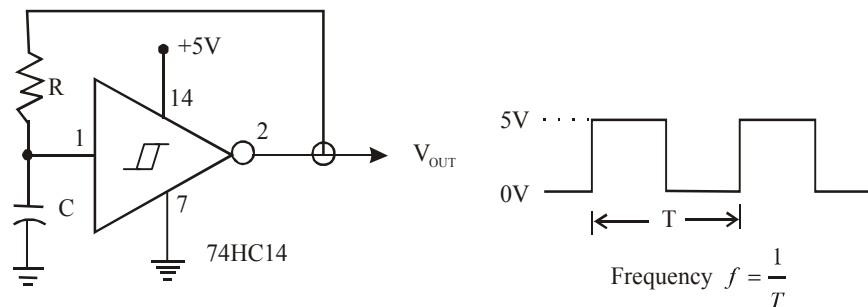 +5V
R
14
1
2
V_OUT
C
7
74HC14
5V
0V
T
Frequency f = 1/T